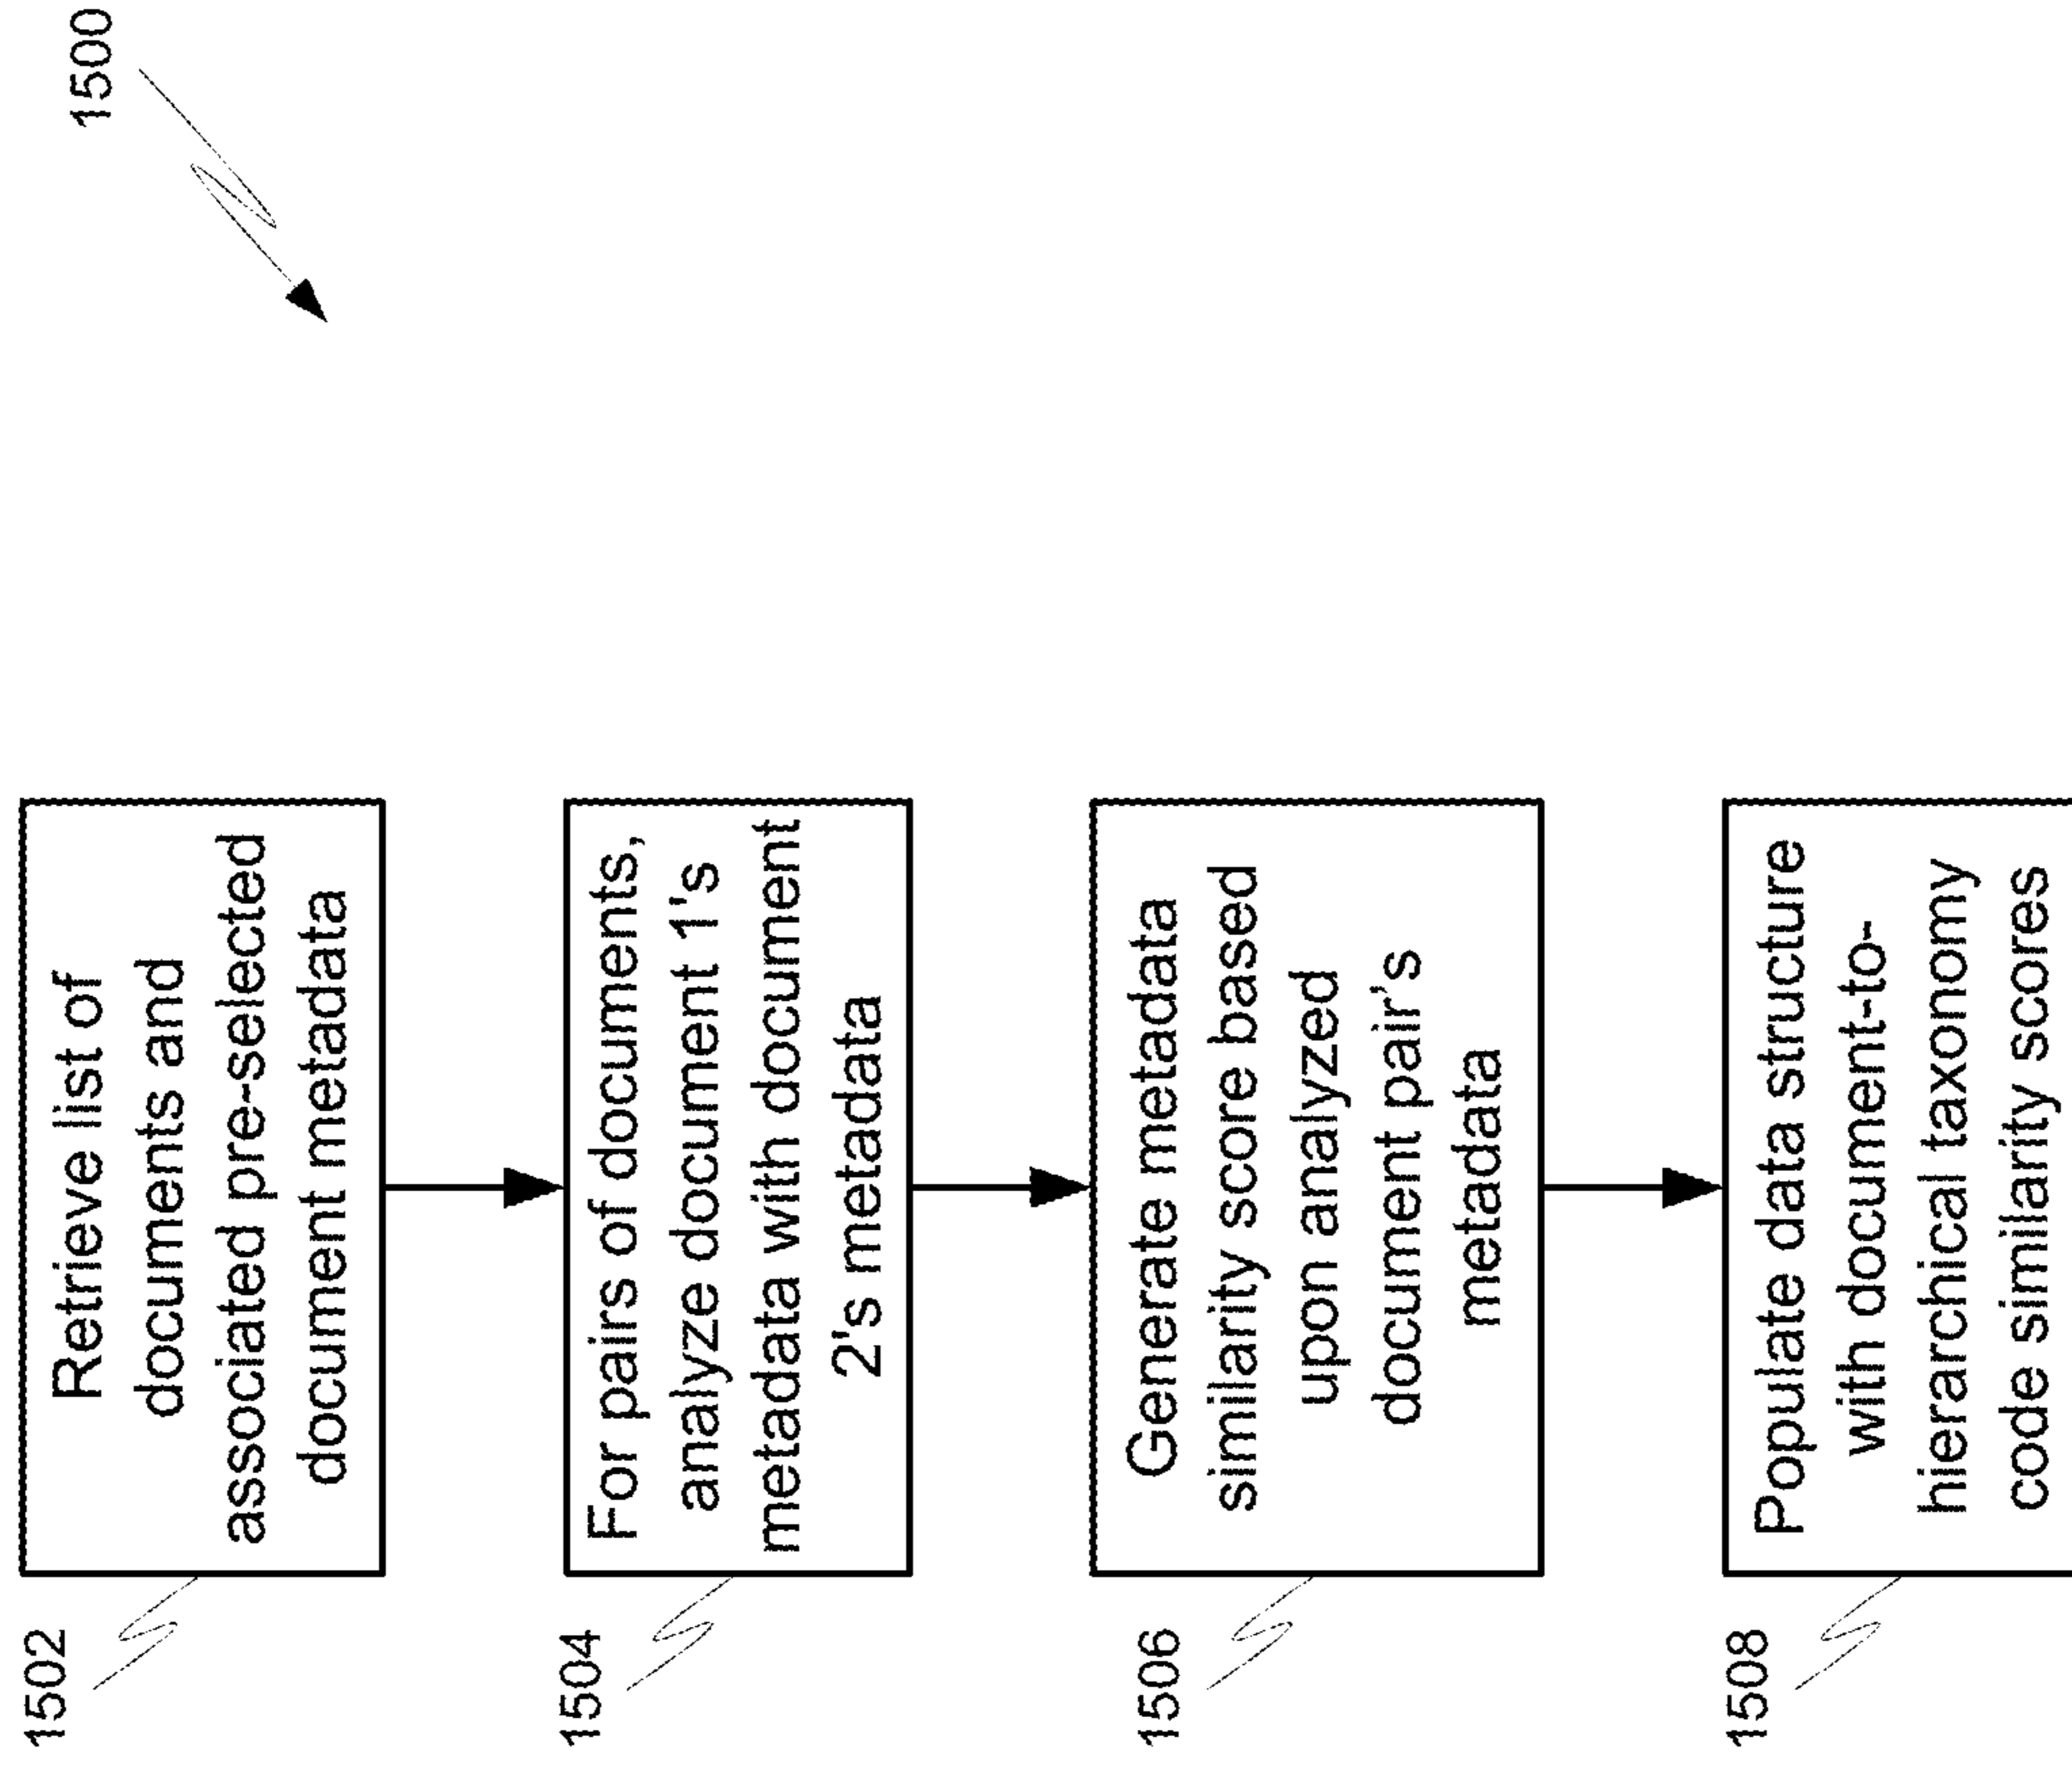 1500
1502
Retrieve list of
documents and
associated pre-selected
document metadata
1504
For pairs of documents,
analyze document 1's
metadata with document
2's metadata
1506
Generate metadata
similarity score based
upon analyzed
document pair's
metadata
1508
Populate data structure
with document-to-
hierarchical taxonomy
code similarity scores